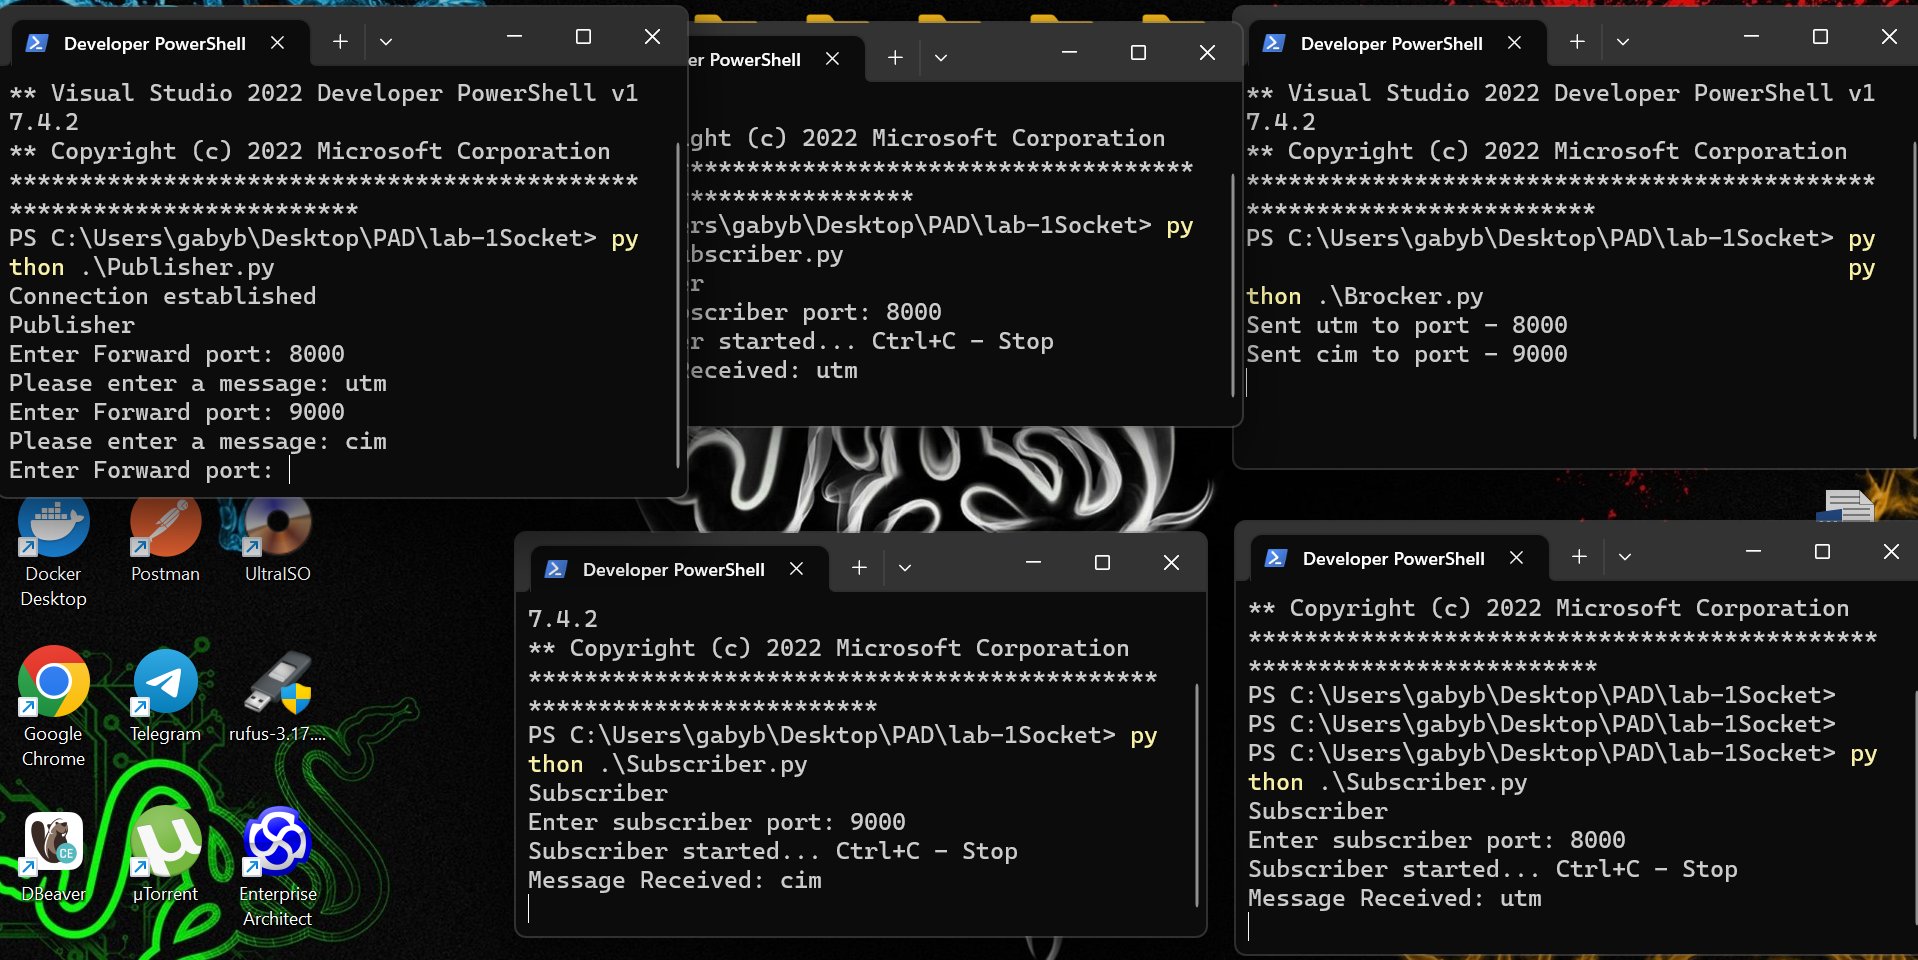 Developer PowerShell
** Visual Studio 2022 Developer PowerShell v1
7.4.2
** Copyright (c) 2022 Microsoft Corporation
*********************************************
*************************
PS C:\Users\gabyb\Desktop\PAD\lab-1Socket> py
thon .\Publisher.py
Connection established
Publisher
Enter Forward port: 8000
Please enter a message: utm
Enter Forward port: 9000
Please enter a message: cim
Enter Forward port:
er PowerShell
ght (c) 2022 Microsoft Corporation
************************************
****************
rs\gabyb\Desktop\PAD\lab-1Socket> py
bscriber.py
r
scriber port: 8000
r started... Ctrl+C - Stop
eceived: utm
Developer PowerShell
** Visual Studio 2022 Developer PowerShell v1
7.4.2
** Copyright (c) 2022 Microsoft Corporation
*********************************************
*************************
PS C:\Users\gabyb\Desktop\PAD\lab-1Socket> py
py
thon .\Brocker.py
Sent utm to port - 8000
Sent cim to port - 9000
Docker
Desktop
Postman
UltraISO
Google
Chrome
Telegram
rufus-3.17....
CE
DBeaver
µ
µTorrent
Enterprise
Architect
Developer PowerShell
7.4.2
** Copyright (c) 2022 Microsoft Corporation
*********************************************
*************************
PS C:\Users\gabyb\Desktop\PAD\lab-1Socket> py
thon .\Subscriber.py
Subscriber
Enter subscriber port: 9000
Subscriber started... Ctrl+C - Stop
Message Received: cim
Developer PowerShell
** Copyright (c) 2022 Microsoft Corporation
*********************************************
*************************
PS C:\Users\gabyb\Desktop\PAD\lab-1Socket>
PS C:\Users\gabyb\Desktop\PAD\lab-1Socket>
PS C:\Users\gabyb\Desktop\PAD\lab-1Socket> py
thon .\Subscriber.py
Subscriber
Enter subscriber port: 8000
Subscriber started... Ctrl+C - Stop
Message Received: utm